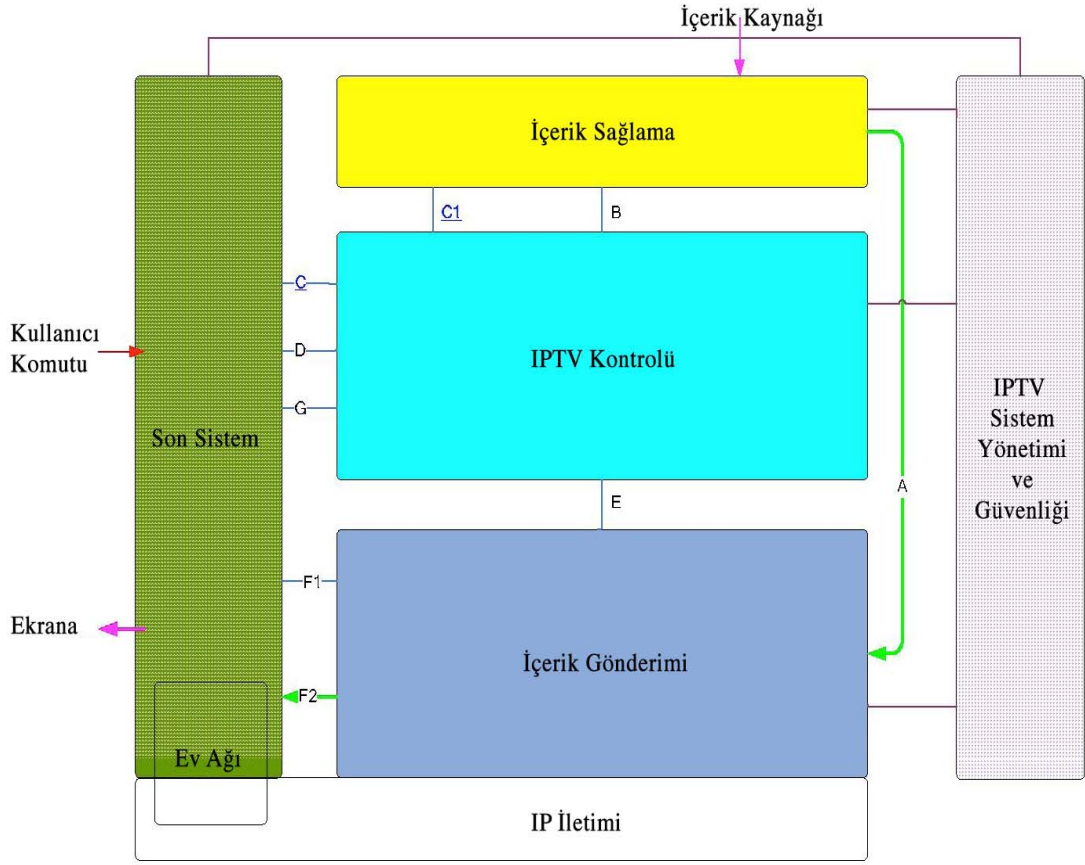 İçerik Kaynağı
İçerik Sağlama
C1
B
C
Kullanıcı
Komutu
D
IPTV Kontrolü
G
Son Sistem
IPTV
Sistem
Yönetimi
ve
Güvenliği
A
E
F1
Ekrana
İçerik Gönderimi
F2
Ev Ağı
IP İletimi